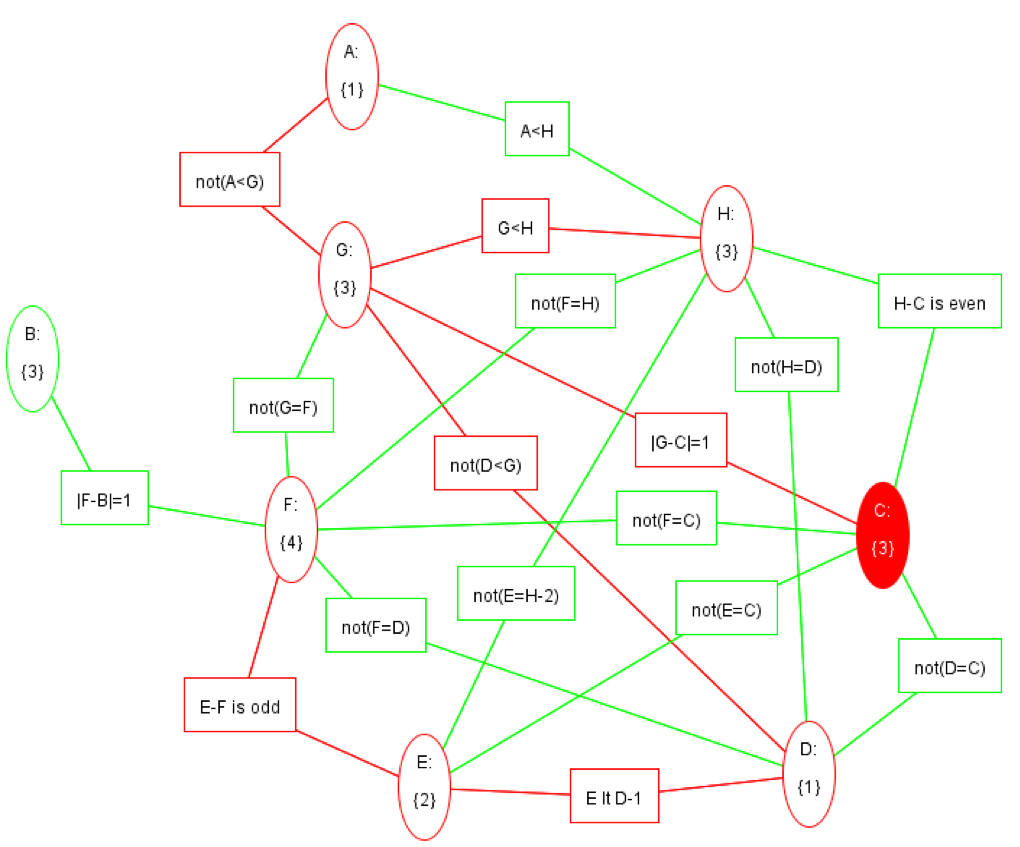 A:
{1}
A<H
not(A<G)
H:
{3}
G<H
G:
{3}
not(F=H)
H-C is even
B:
{3}
not(H=D)
not(G=F)
|G-C|=1
not(D<G)
|F-B|=1
F:
{4}
not(F=C)
C:
{3}
not(E=H-2)
not(E=C)
not(F=D)
not(D=C)
E-F is odd
E:
{2}
D:
{1}
E lt D-1